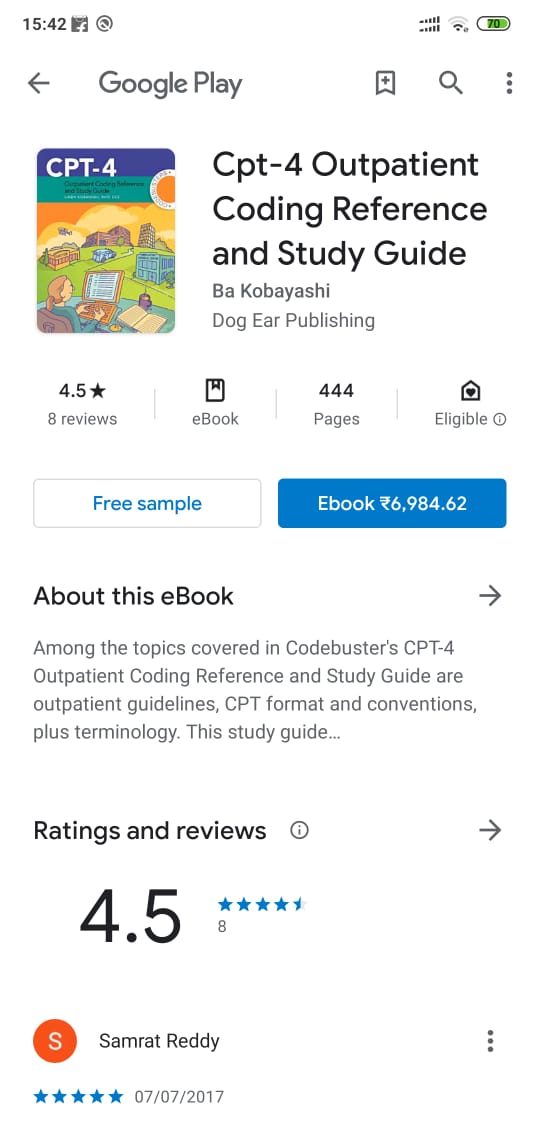 15:42
70
Google Play
CPT-4
Outpatient Coding Reference
and Study Guide
Cpt-4 Outpatient
Coding Reference
and Study Guide
Ba Kobayashi
Dog Ear Publishing
4.5★
8 reviews
eBook
444
Pages
Eligible
Free sample
Ebook ₹6,984.62
About this eBook
Among the topics covered in Codebuster's CPT-4
Outpatient Coding Reference and Study Guide are
outpatient guidelines, CPT format and conventions,
plus terminology. This study guide…
Ratings and reviews
4.5
8
S
Samrat Reddy
07/07/2017